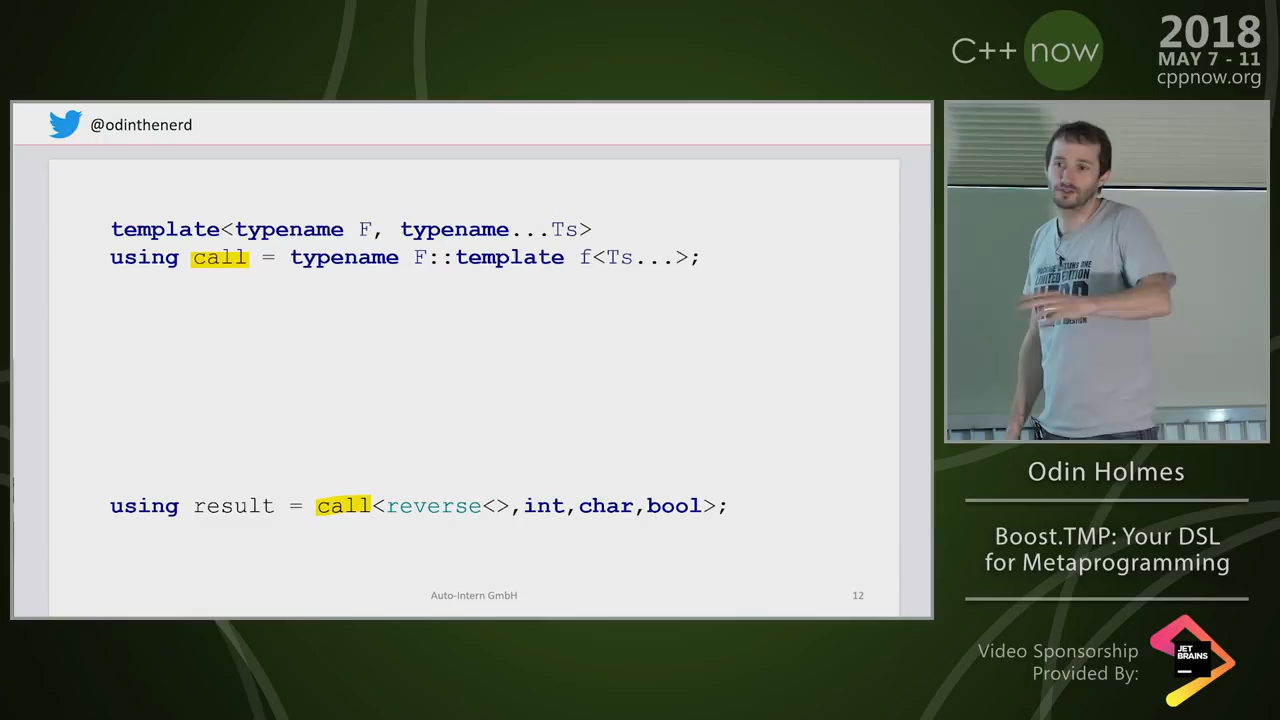 C++ now
2018
MAY 7 - 11
cppnow.org
@odinthenerd
template<typename F, typename...Ts>
using call = typename F::template f<Ts...>;
using result = call<reverse<>,int,char,bool>;
Auto-Intern GmbH
12
LIMITED EDITION
Odin Holmes
Boost.TMP: Your DSL
for Metaprogramming
Video Sponsorship
Provided By:
JET
BRAINS